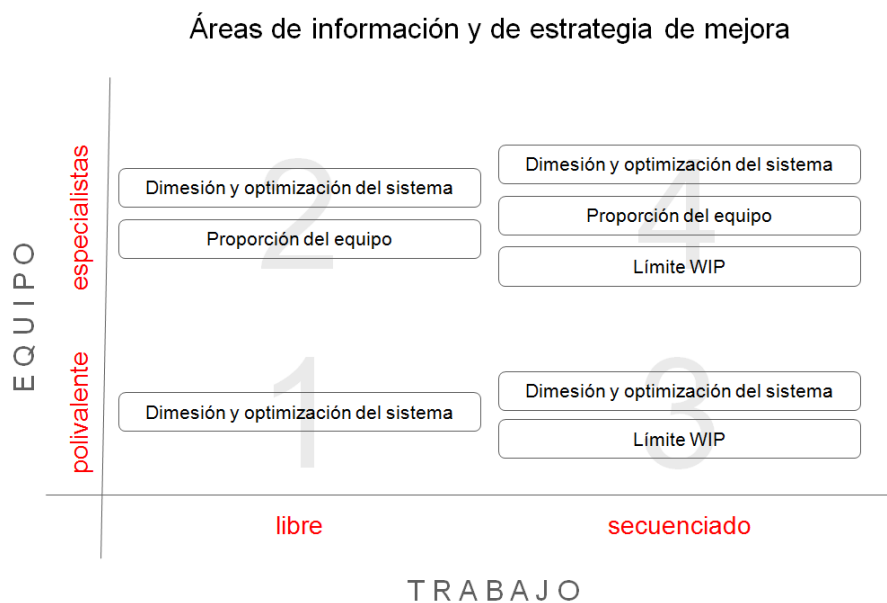 Áreas de información y de estrategia de mejora
EQUIPO
especialistas
2
Dimesión y optimización del sistema
Proporción del equipo
4
Dimesión y optimización del sistema
Proporción del equipo
Límite WIP
polivalente
1
Dimesión y optimización del sistema
3
Dimesión y optimización del sistema
Límite WIP
libre
secuenciado
TRABAJO